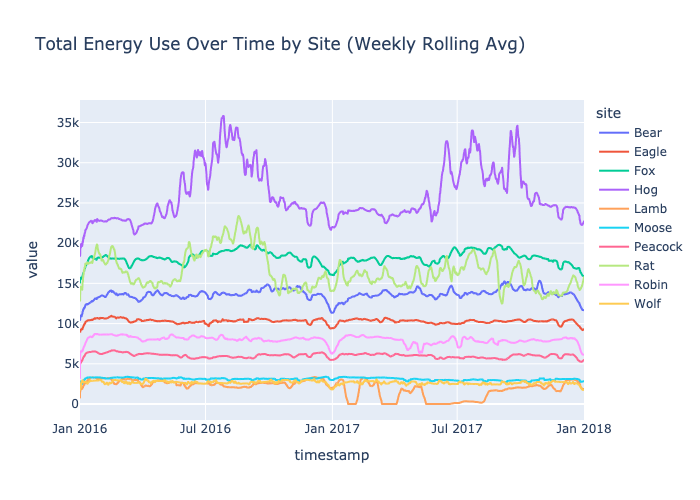 Total Energy Use Over Time by Site (Weekly Rolling Avg)
site
Bear
Eagle
Fox
Hog
Lamb
Moose
Peacock
Rat
Robin
Wolf
value
35k
30k
25k
20k
15k
10k
5k
0
Jan 2016
Jul 2016
Jan 2017
Jul 2017
Jan 2018
timestamp